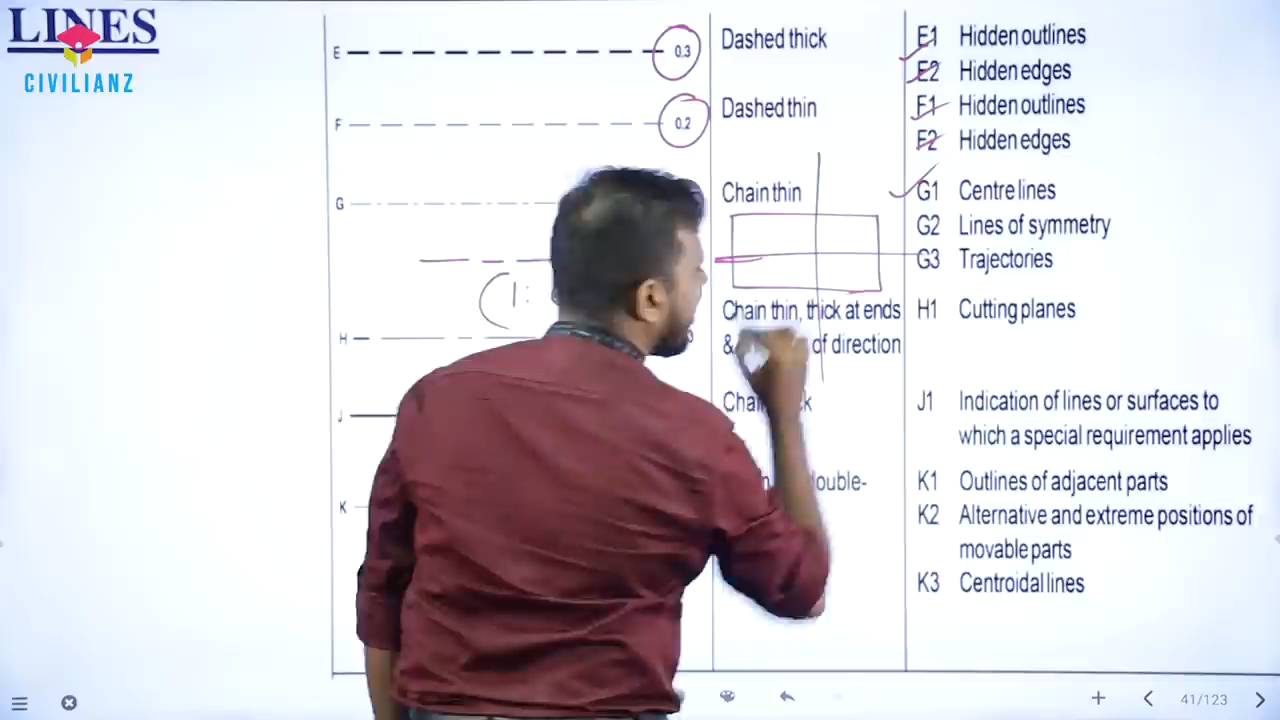 LINES
CIVILIANZ
E 0.3 Dashed thick E1 Hidden outlines
E2 Hidden edges
F 0.2 Dashed thin F1 Hidden outlines
F2 Hidden edges
G Chain thin G1 Centre lines
G2 Lines of symmetry
G3 Trajectories
(1:
H Chain thin, thick at ends H1 Cutting planes
& of direction
J J1 Indication of lines or surfaces to
which a special requirement applies
K double- K1 Outlines of adjacent parts
K2 Alternative and extreme positions of
movable parts
K3 Centroidal lines
41/123